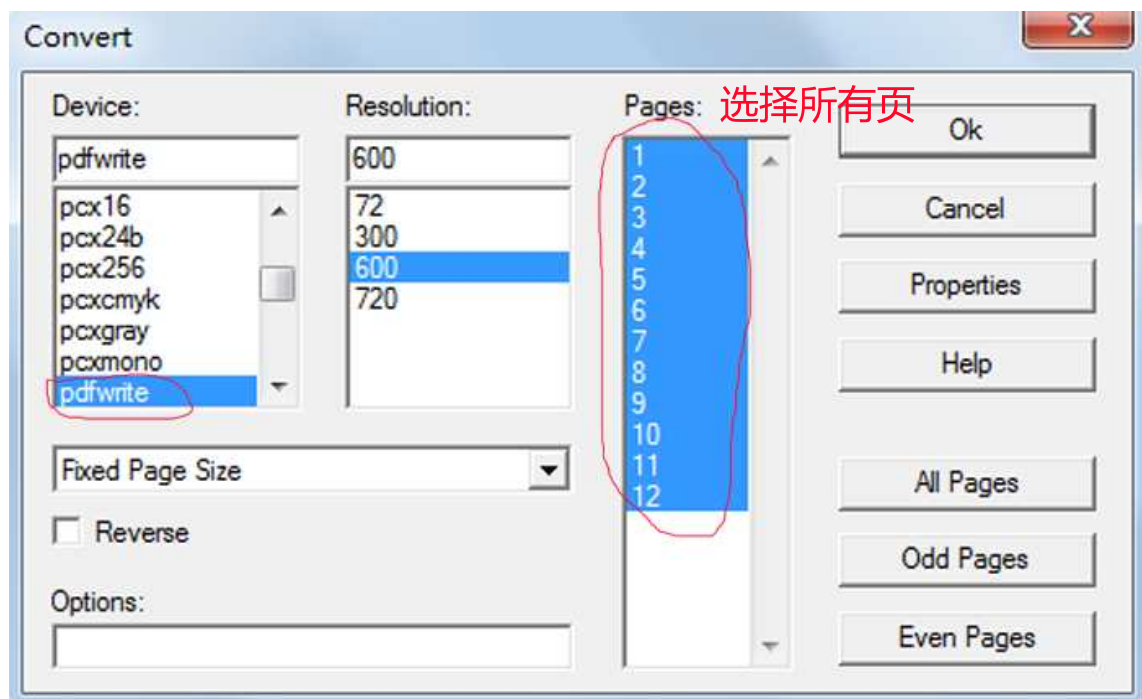 Convert
Device:
pdfwrite
pcx16
pcx24b
pcx256
pcxcmyk
pcxgray
pcxmono
pdfwrite
Resolution:
600
72
300
600
720
Pages: 选择所有页
1
2
3
4
5
6
7
8
9
10
11
12
Fixed Page Size
Reverse
Options:
Ok
Cancel
Properties
Help
All Pages
Odd Pages
Even Pages